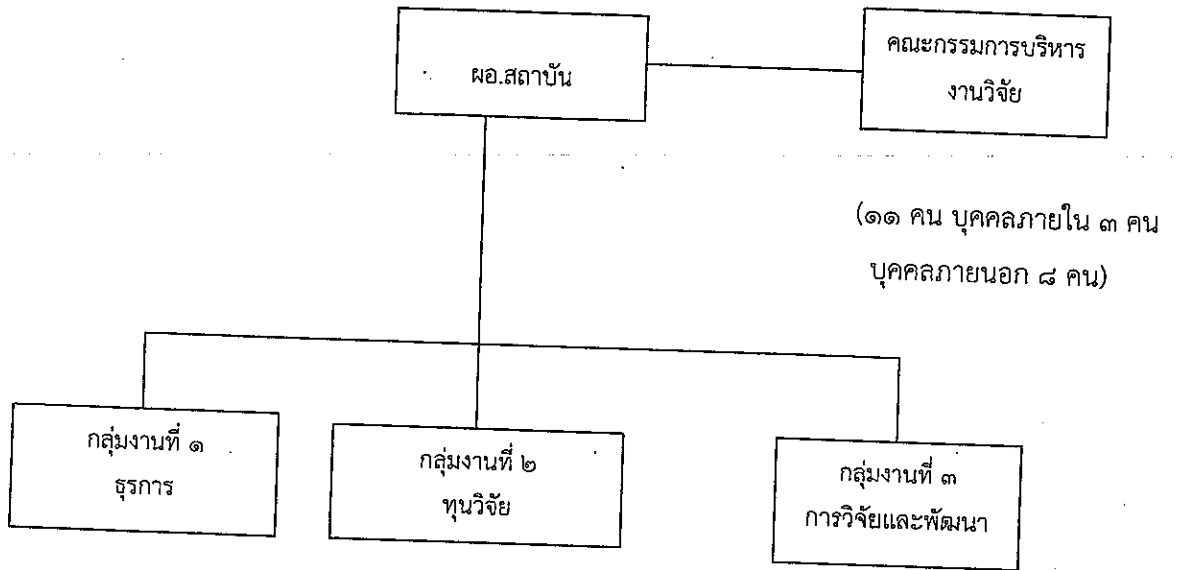 ผอ.สถาบัน
คณะกรรมการบริหาร
งานวิจัย
(๑๑ คน บุคคลภายใน ๓ คน
บุคคลภายนอก ๘ คน)
กลุ่มงานที่ ๑
ธุรการ
กลุ่มงานที่ ๒
ทุนวิจัย
กลุ่มงานที่ ๓
การวิจัยและพัฒนา